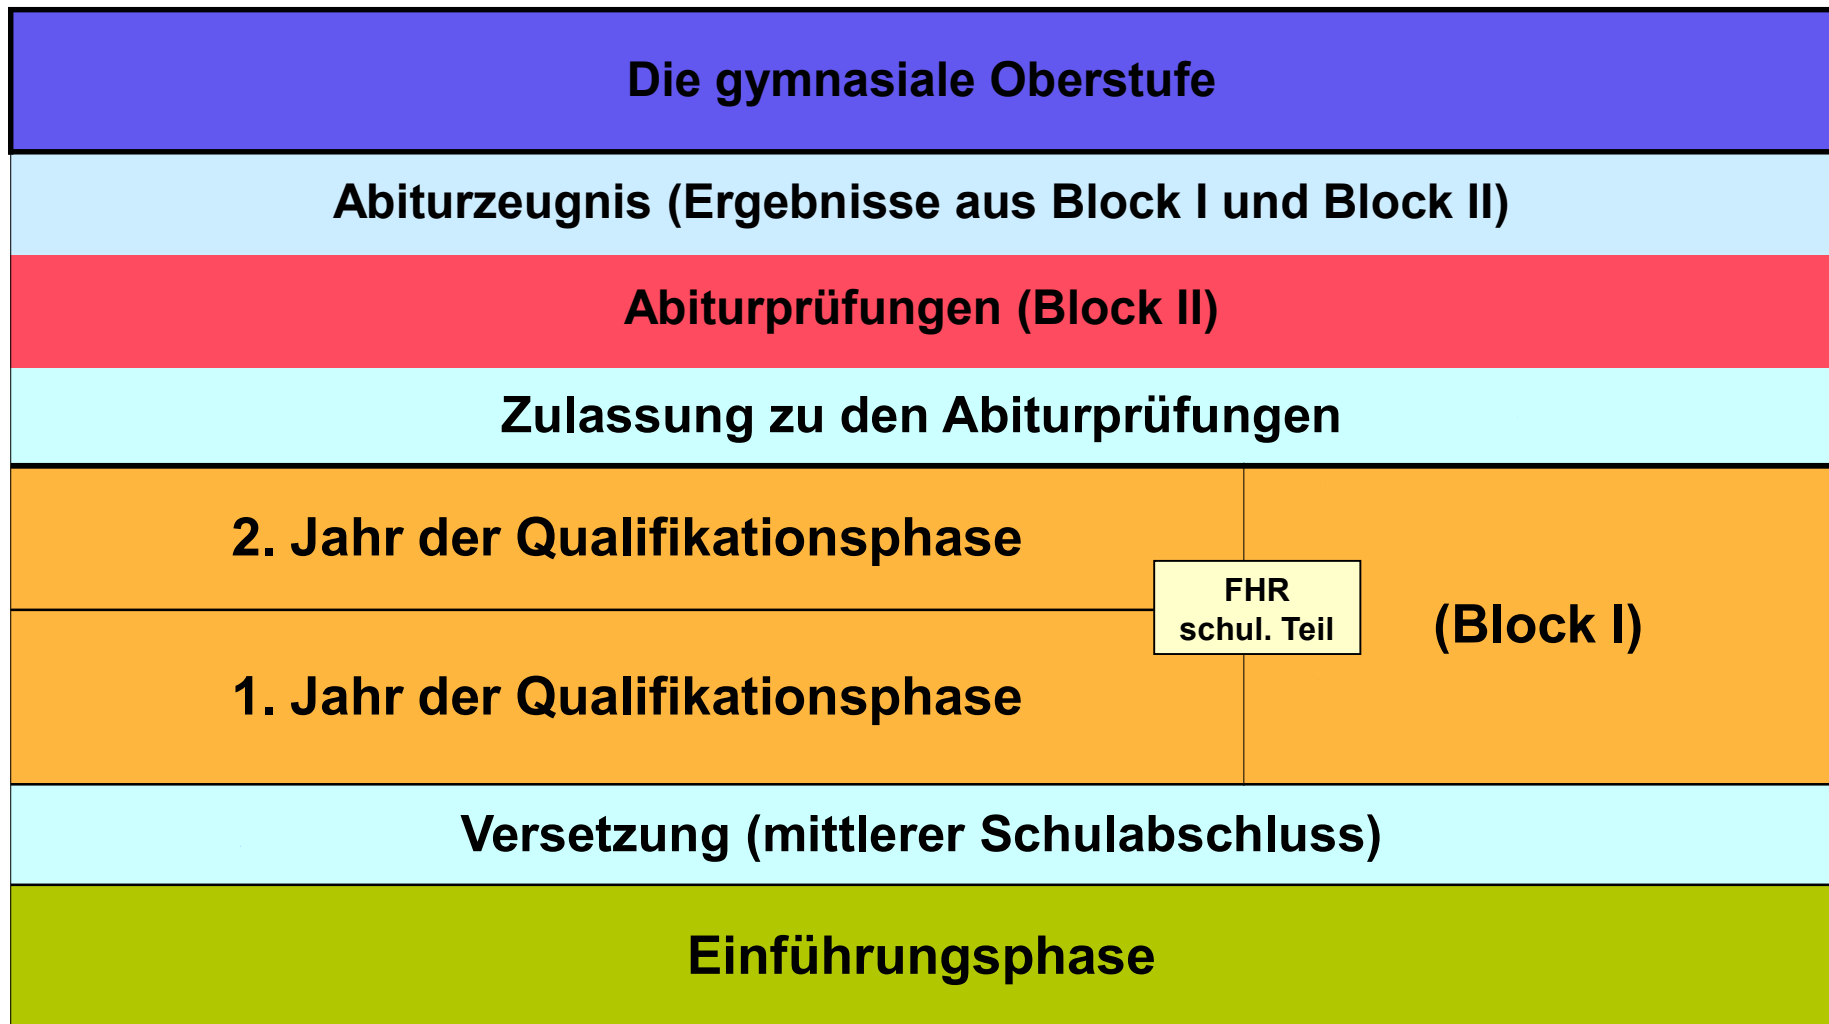 Die gymnasiale Oberstufe
Abiturzeugnis (Ergebnisse aus Block I und Block II)
Abiturprüfungen (Block II)
Zulassung zu den Abiturprüfungen
2. Jahr der Qualifikationsphase
FHR
schul. Teil
(Block I)
1. Jahr der Qualifikationsphase
Versetzung (mittlerer Schulabschluss)
Einführungsphase